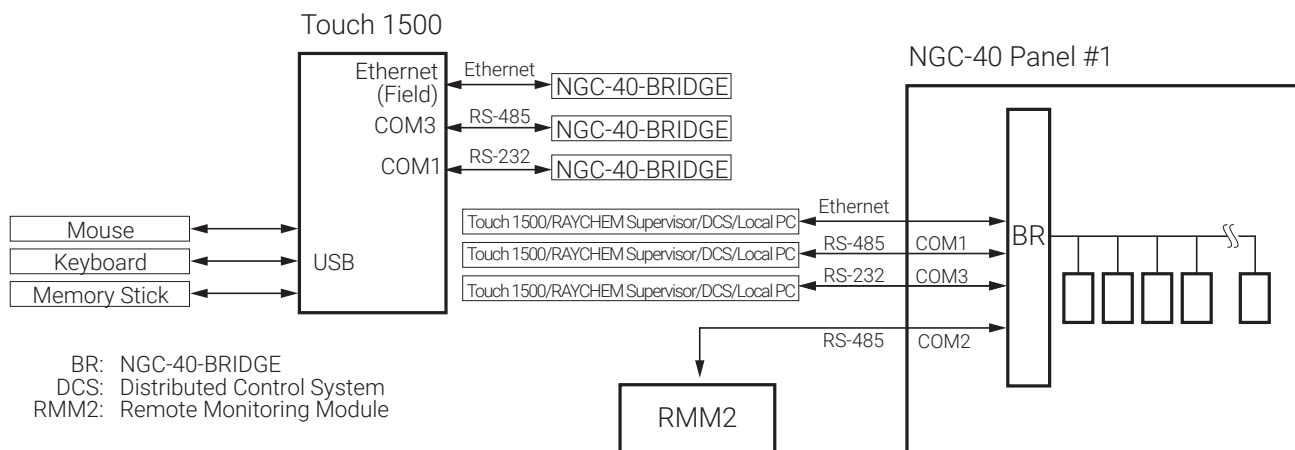 Touch 1500
Ethernet
(Field)
COM3
COM1
USB
Ethernet
RS-485
RS-232
NGC-40-BRIDGE
NGC-40-BRIDGE
NGC-40-BRIDGE
Mouse
Keyboard
Memory Stick
BR: NGC-40-BRIDGE
DCS: Distributed Control System
RMM2: Remote Monitoring Module
NGC-40 Panel #1
Touch 1500/RAYCHEM Supervisor/DCS/Local PC
Touch 1500/RAYCHEM Supervisor/DCS/Local PC
Touch 1500/RAYCHEM Supervisor/DCS/Local PC
Ethernet
RS-485 COM1
RS-232 COM3
RS-485 COM2
BR
RMM2